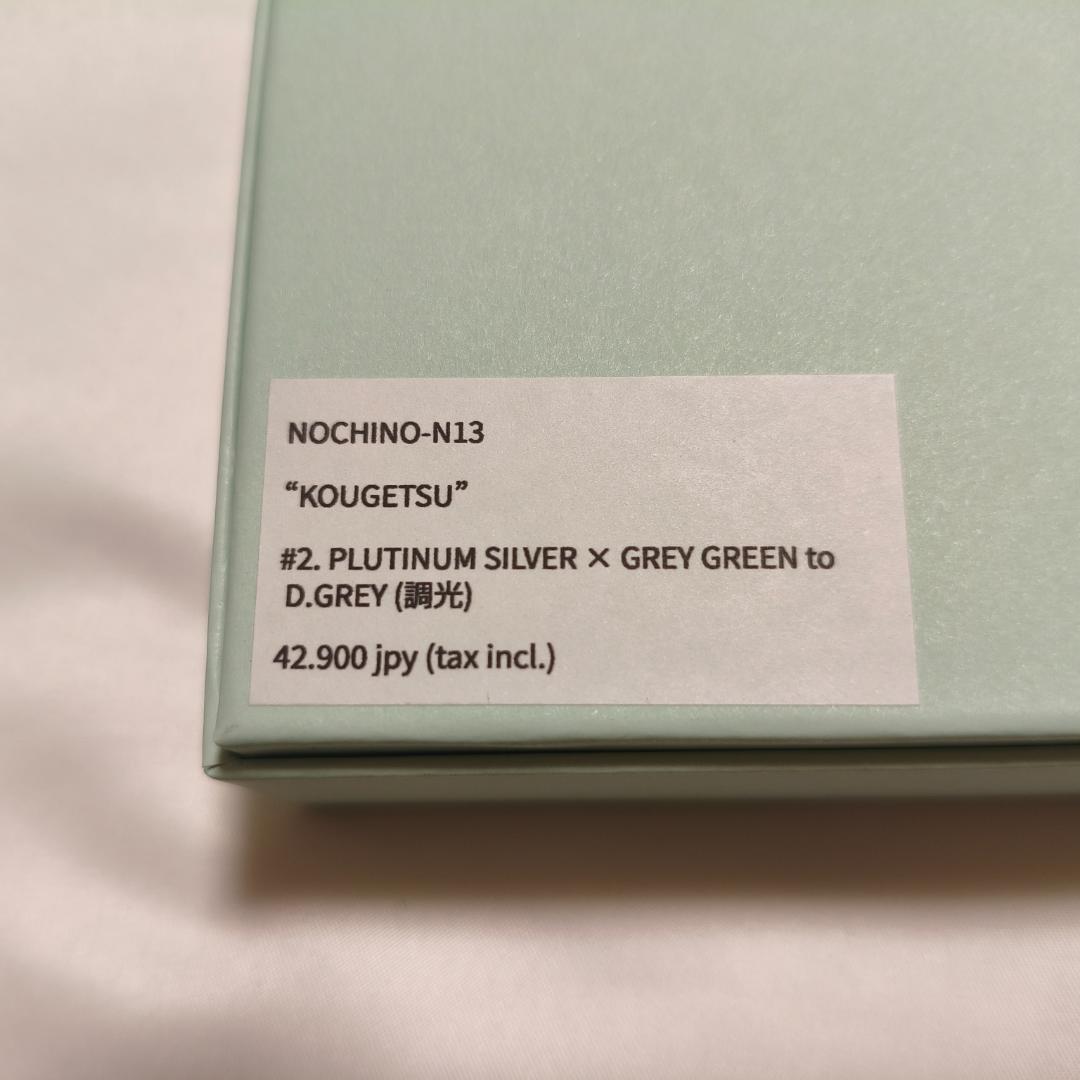 NOCHINO-N13
“KOUGETSU”
#2. PLUTINUM SILVER × GREY GREEN to
D.GREY (調光)
42.900 jpy (tax incl.)